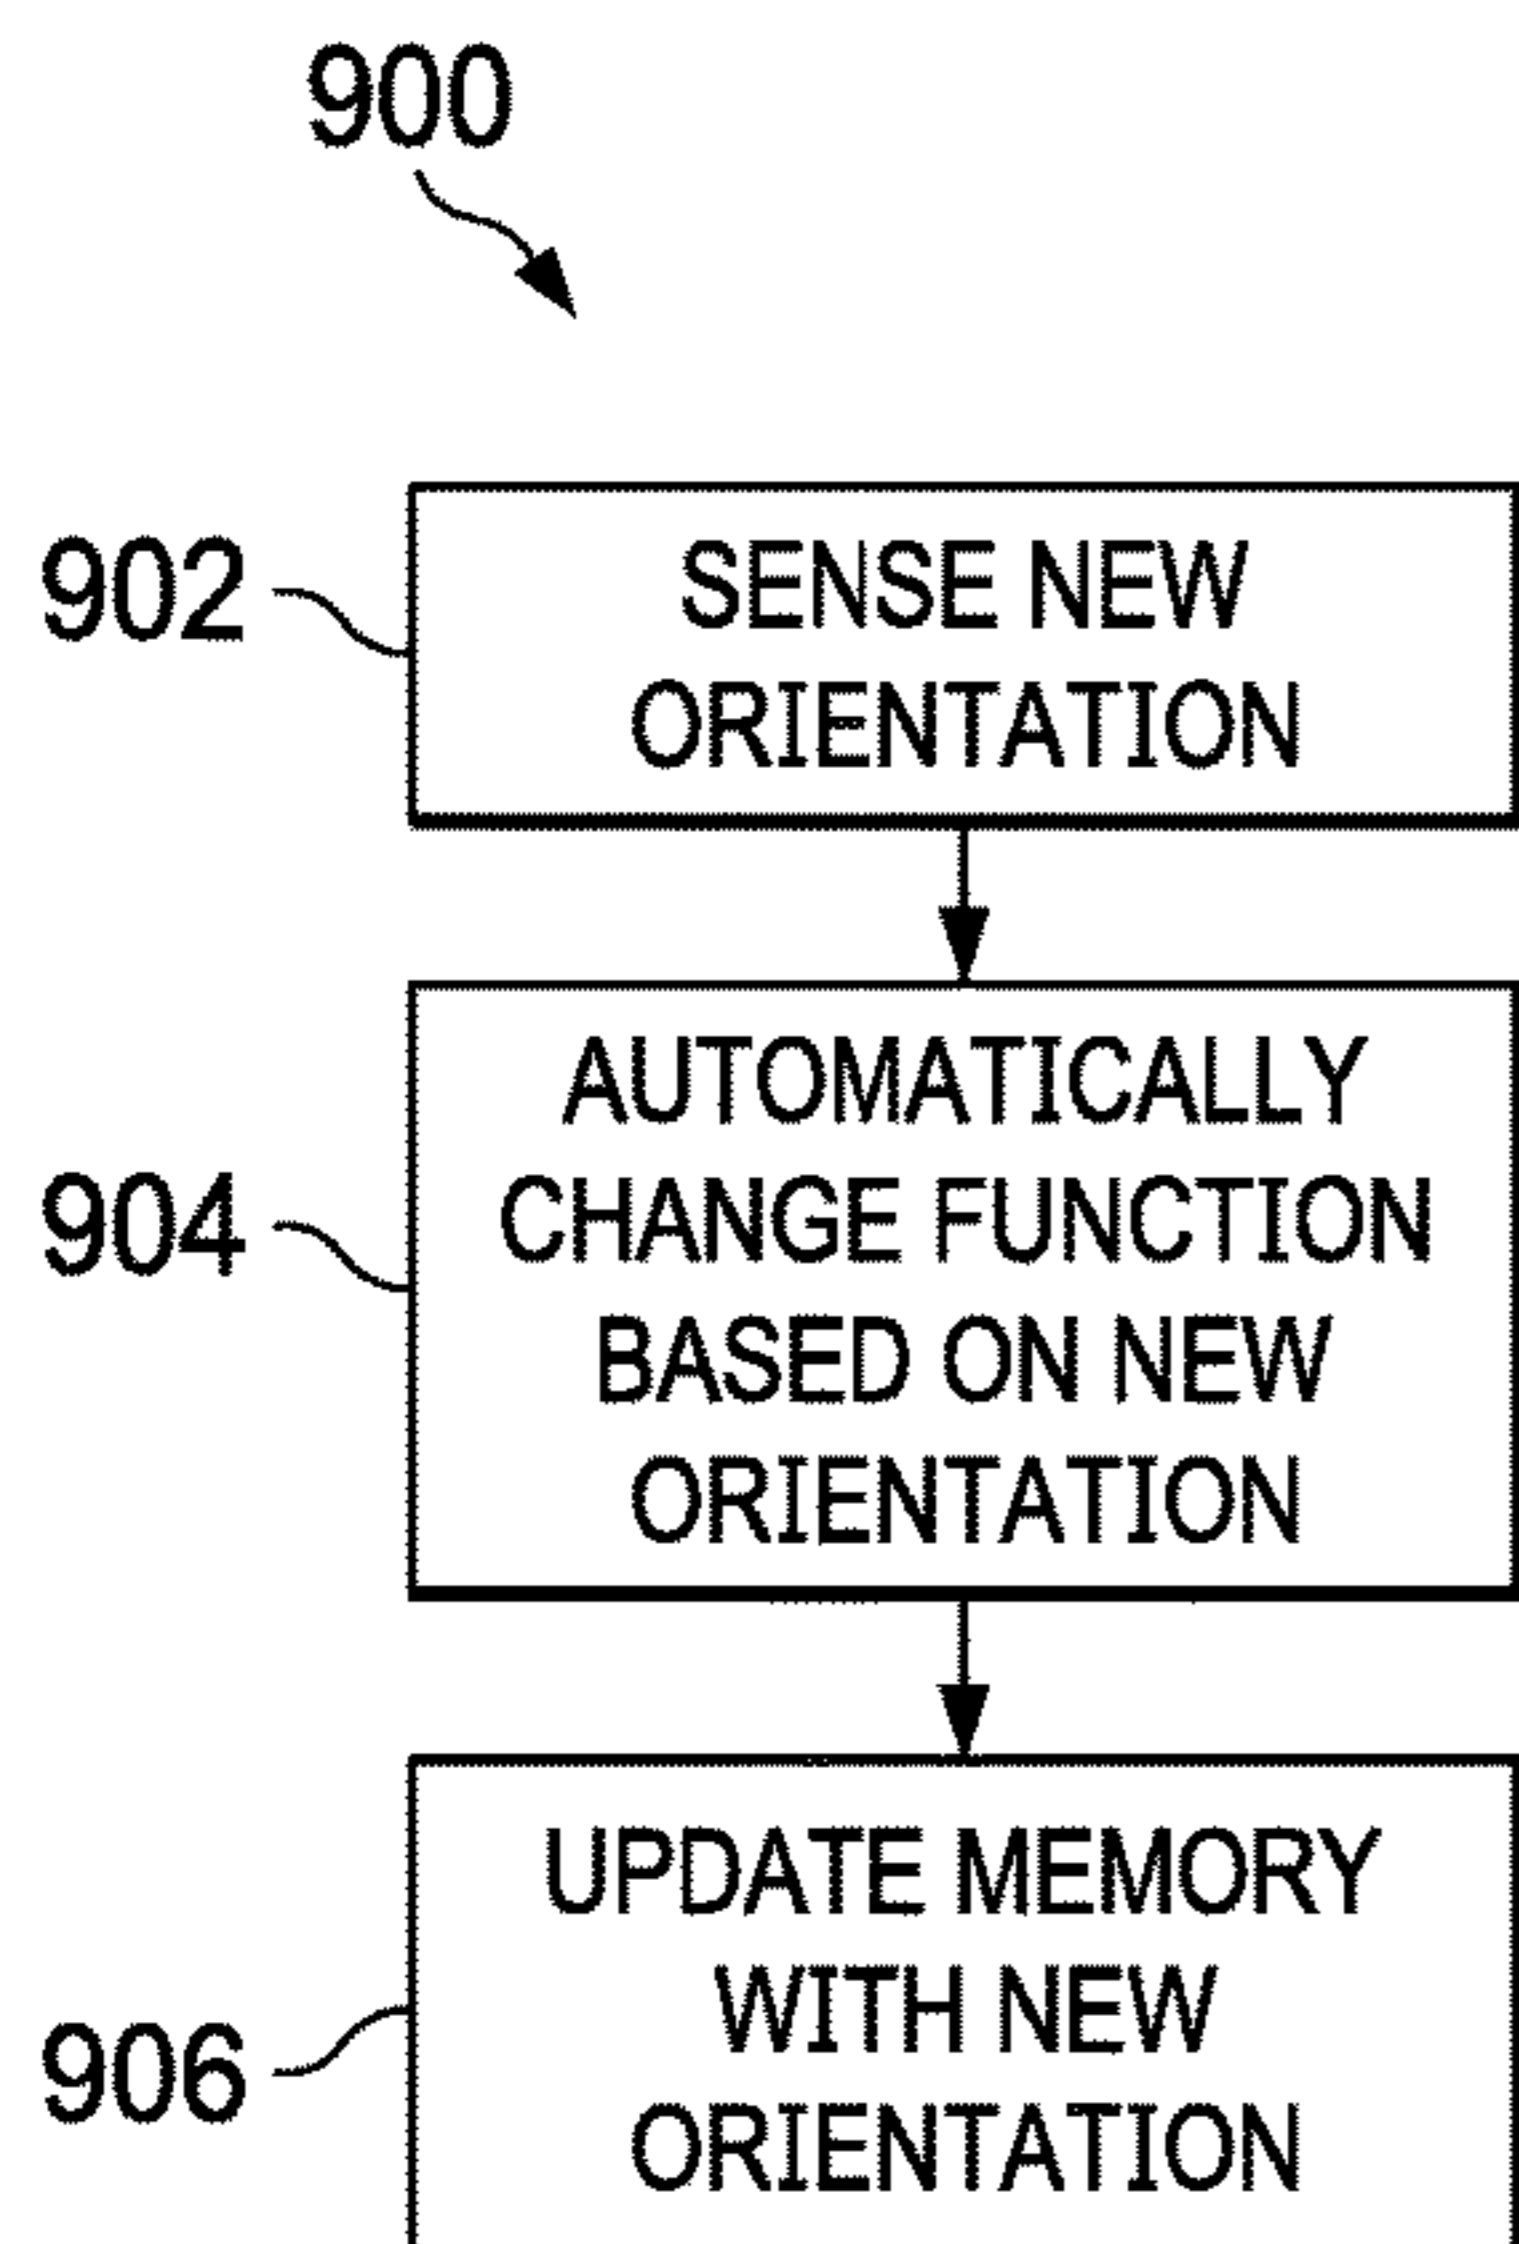 900
902
SENSE NEW
ORIENTATION
904
AUTOMATICALLY
CHANGE FUNCTION
BASED ON NEW
ORIENTATION
906
UPDATE MEMORY
WITH NEW
ORIENTATION